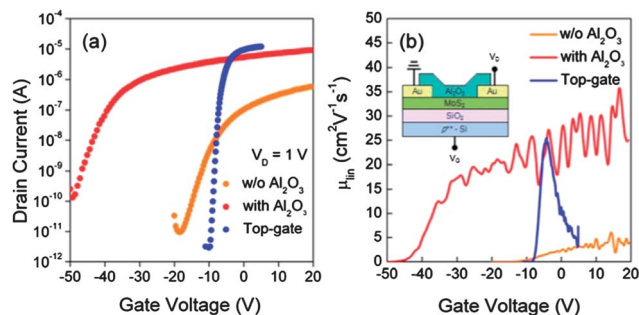 (a)
Drain Current (A)
10⁻⁴
10⁻⁵
10⁻⁶
10⁻⁷
10⁻⁸
10⁻⁹
10⁻¹⁰
10⁻¹¹
10⁻¹²
V_D = 1 V
w/o Al₂O₃
with Al₂O₃
Top-gate
-50 -40 -30 -20 -10 0 10 20
Gate Voltage (V)
(b)
μ_lin (cm²V⁻¹s⁻¹)
50
45
40
35
30
25
20
15
10
5
0
w/o Al₂O₃
with Al₂O₃
Top-gate
V_D
Au Al₂O₃ Au
MoS₂
SiO₂
p⁺⁺- Si
V_G
-50 -40 -30 -20 -10 0 10 20
Gate Voltage (V)